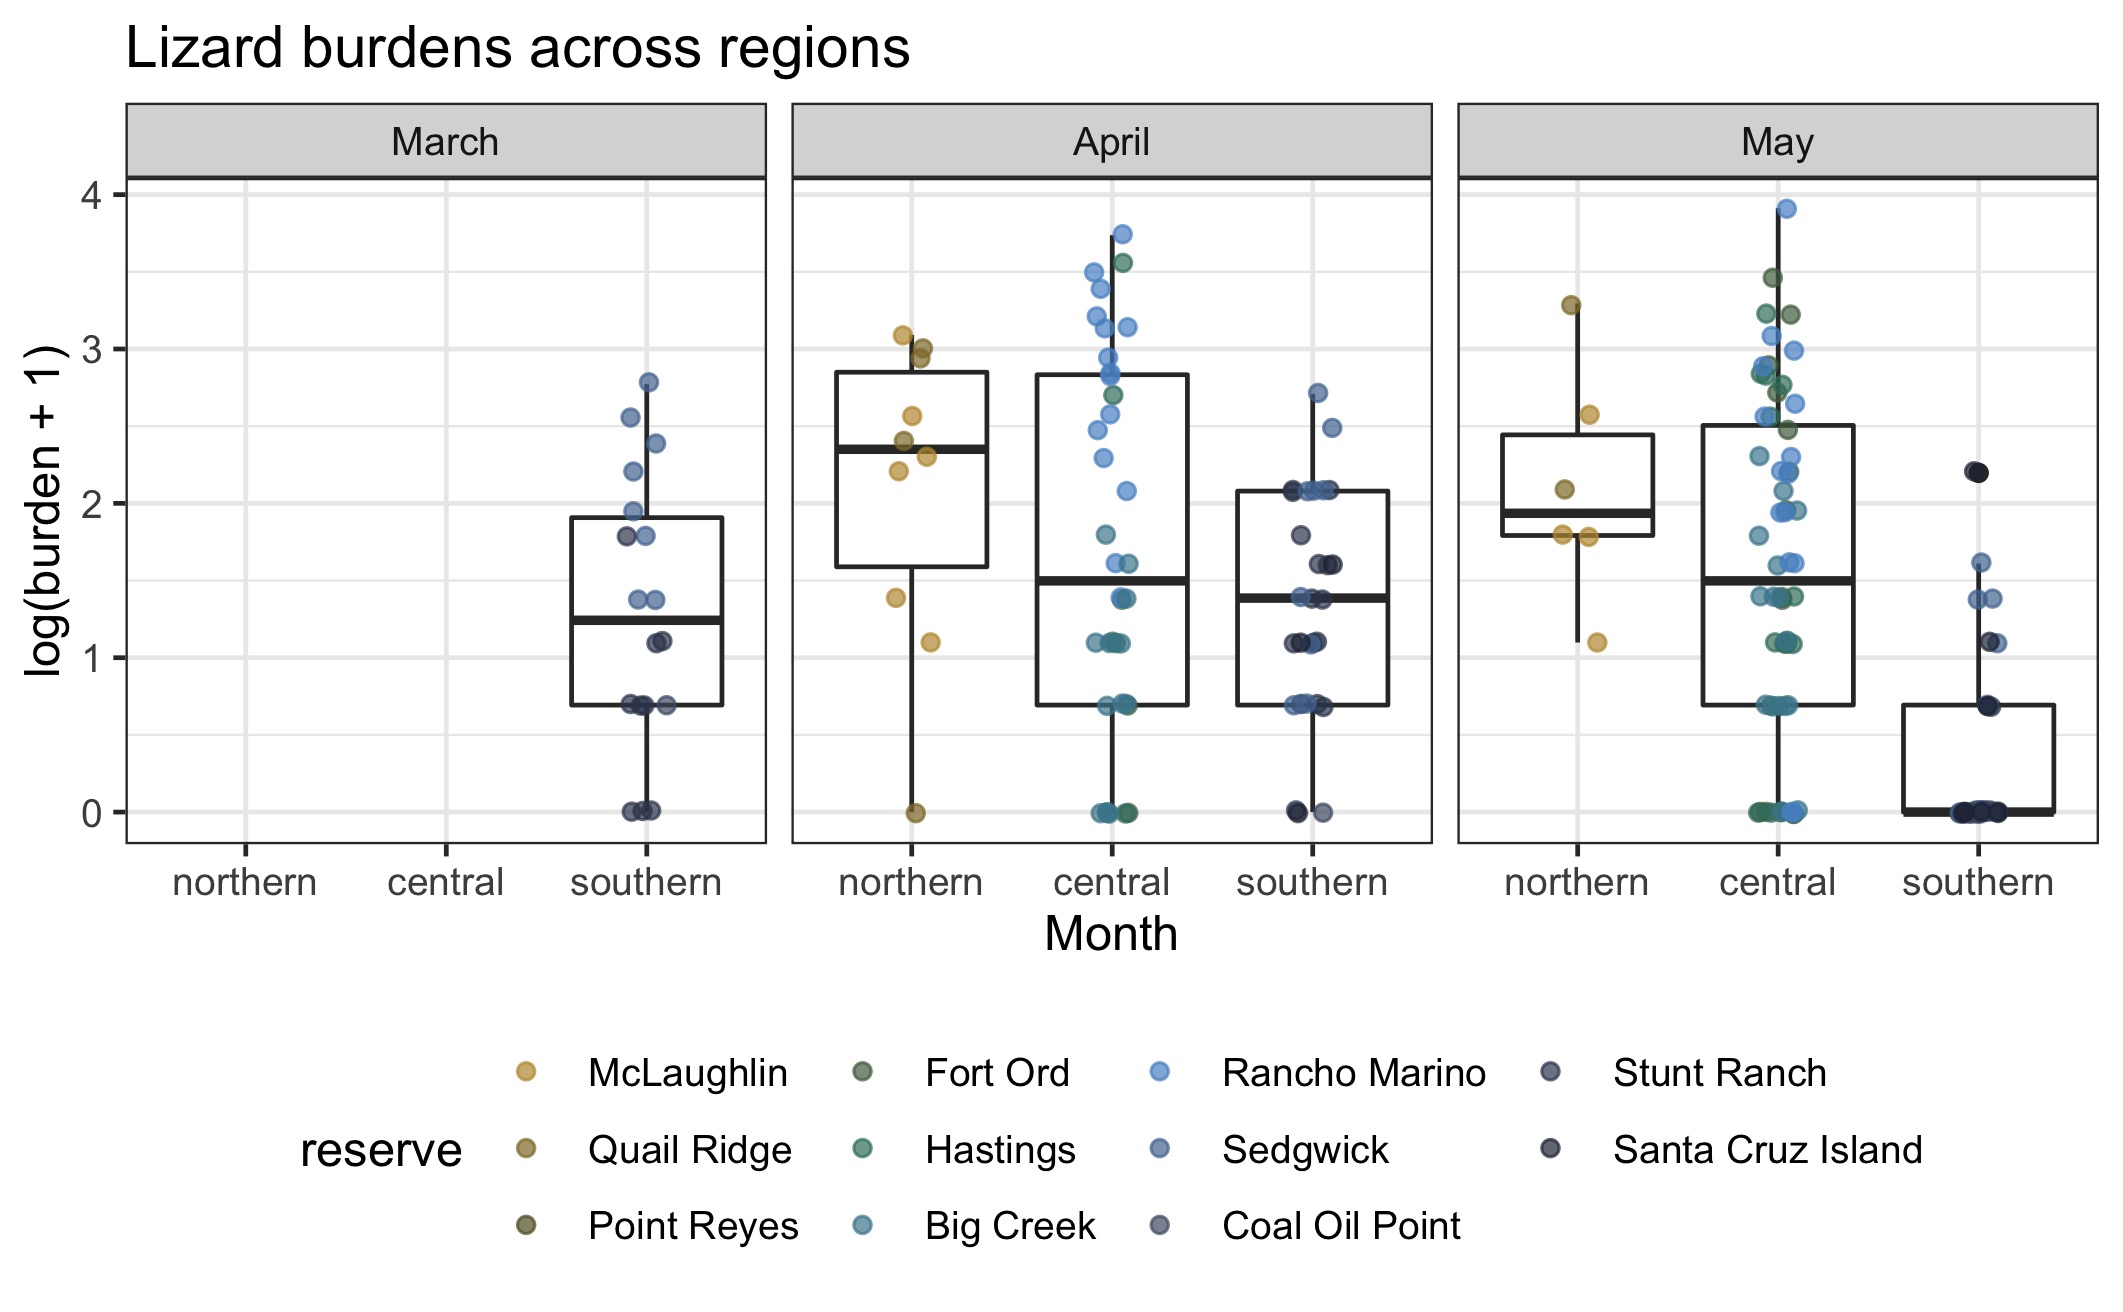 Lizard burdens across regions
March April May
4
3
2
1
0
log(burden + 1)
northern central southern northern central southern northern central southern
Month
reserve
McLaughlin Fort Ord Rancho Marino Stunt Ranch
Quail Ridge Hastings Sedgwick Santa Cruz Island
Point Reyes Big Creek Coal Oil Point